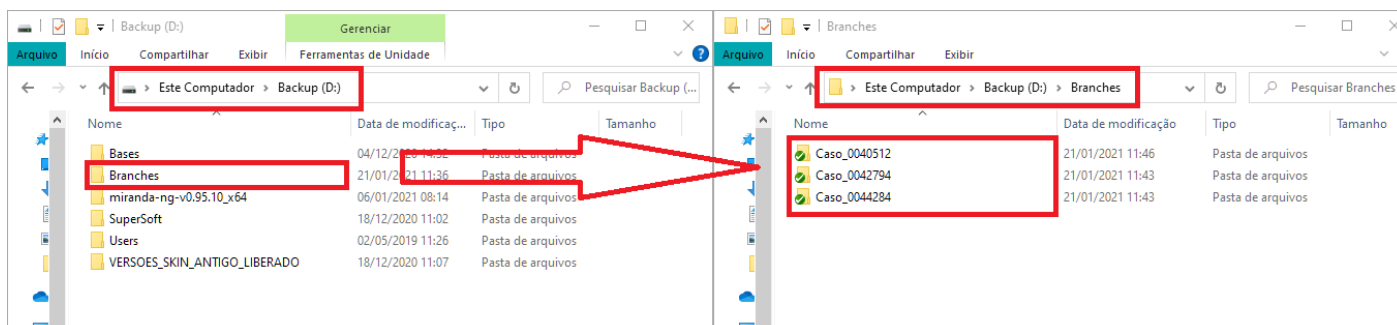 Backup (D:)
Gerenciar
Arquivo Início Compartilhar Exibir Ferramentas de Unidade
Este Computador > Backup (D:)
Pesquisar Backup (...
Nome Data de modificaç... Tipo Tamanho
Bases 04/12/2020 14:32 Pasta de arquivos
Branches 21/01/2021 11:36 Pasta de arquivos
miranda-ng-v0.95.10_x64 06/01/2021 08:14 Pasta de arquivos
SuperSoft 18/12/2020 11:02 Pasta de arquivos
Users 02/05/2019 11:26 Pasta de arquivos
VERSOES_SKIN_ANTIGO_LIBERADO 18/12/2020 11:07 Pasta de arquivos
Branches
Arquivo Início Compartilhar Exibir
Este Computador > Backup (D:) > Branches
Pesquisar Branches
Nome Data de modificação Tipo Tamanho
Caso_0040512 21/01/2021 11:46 Pasta de arquivos
Caso_0042794 21/01/2021 11:43 Pasta de arquivos
Caso_0044284 21/01/2021 11:43 Pasta de arquivos